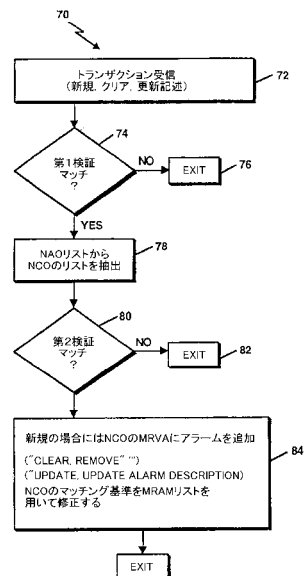 70
トランザクション受信
(新規, クリア, 更新記述)
72
74
第1検証
マッチ
?
NO
EXIT
76
YES
NAOリストから
NCOのリストを抽出
78
80
第2検証
マッチ
?
NO
EXIT
82
新規の場合にはNCOのMRVAにアラームを追加
("CLEAR, REMOVE" "")
("UPDATE, UPDATE ALARM DESCRIPTION)
NCOのマッチング基準をMRAMリストを
用いて修正する
84
EXIT